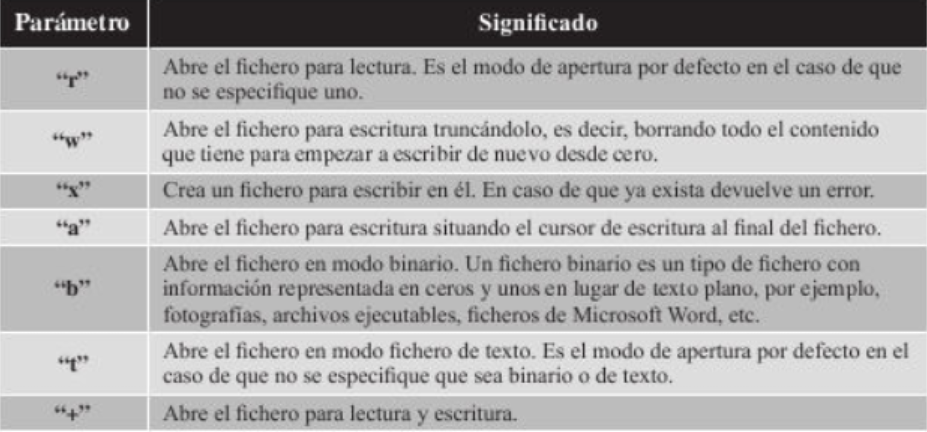 Parámetro Significado
“r” Abre el fichero para lectura. Es el modo de apertura por defecto en el caso de que
no se especifique uno.
“w” Abre el fichero para escritura truncándolo, es decir, borrando todo el contenido
que tiene para empezar a escribir de nuevo desde cero.
“x” Crea un fichero para escribir en él. En caso de que ya exista devuelve un error.
“a” Abre el fichero para escritura situando el cursor de escritura al final del fichero.
Abre el fichero en modo binario. Un fichero binario es un tipo de fichero con
“b” información representada en ceros y unos en lugar de texto plano, por ejemplo,
fotografías, archivos ejecutables, ficheros de Microsoft Word, etc.
“t” Abre el fichero en modo fichero de texto. Es el modo de apertura por defecto en el
caso de que no se especifique que sea binario o de texto.
“+” Abre el fichero para lectura y escritura.